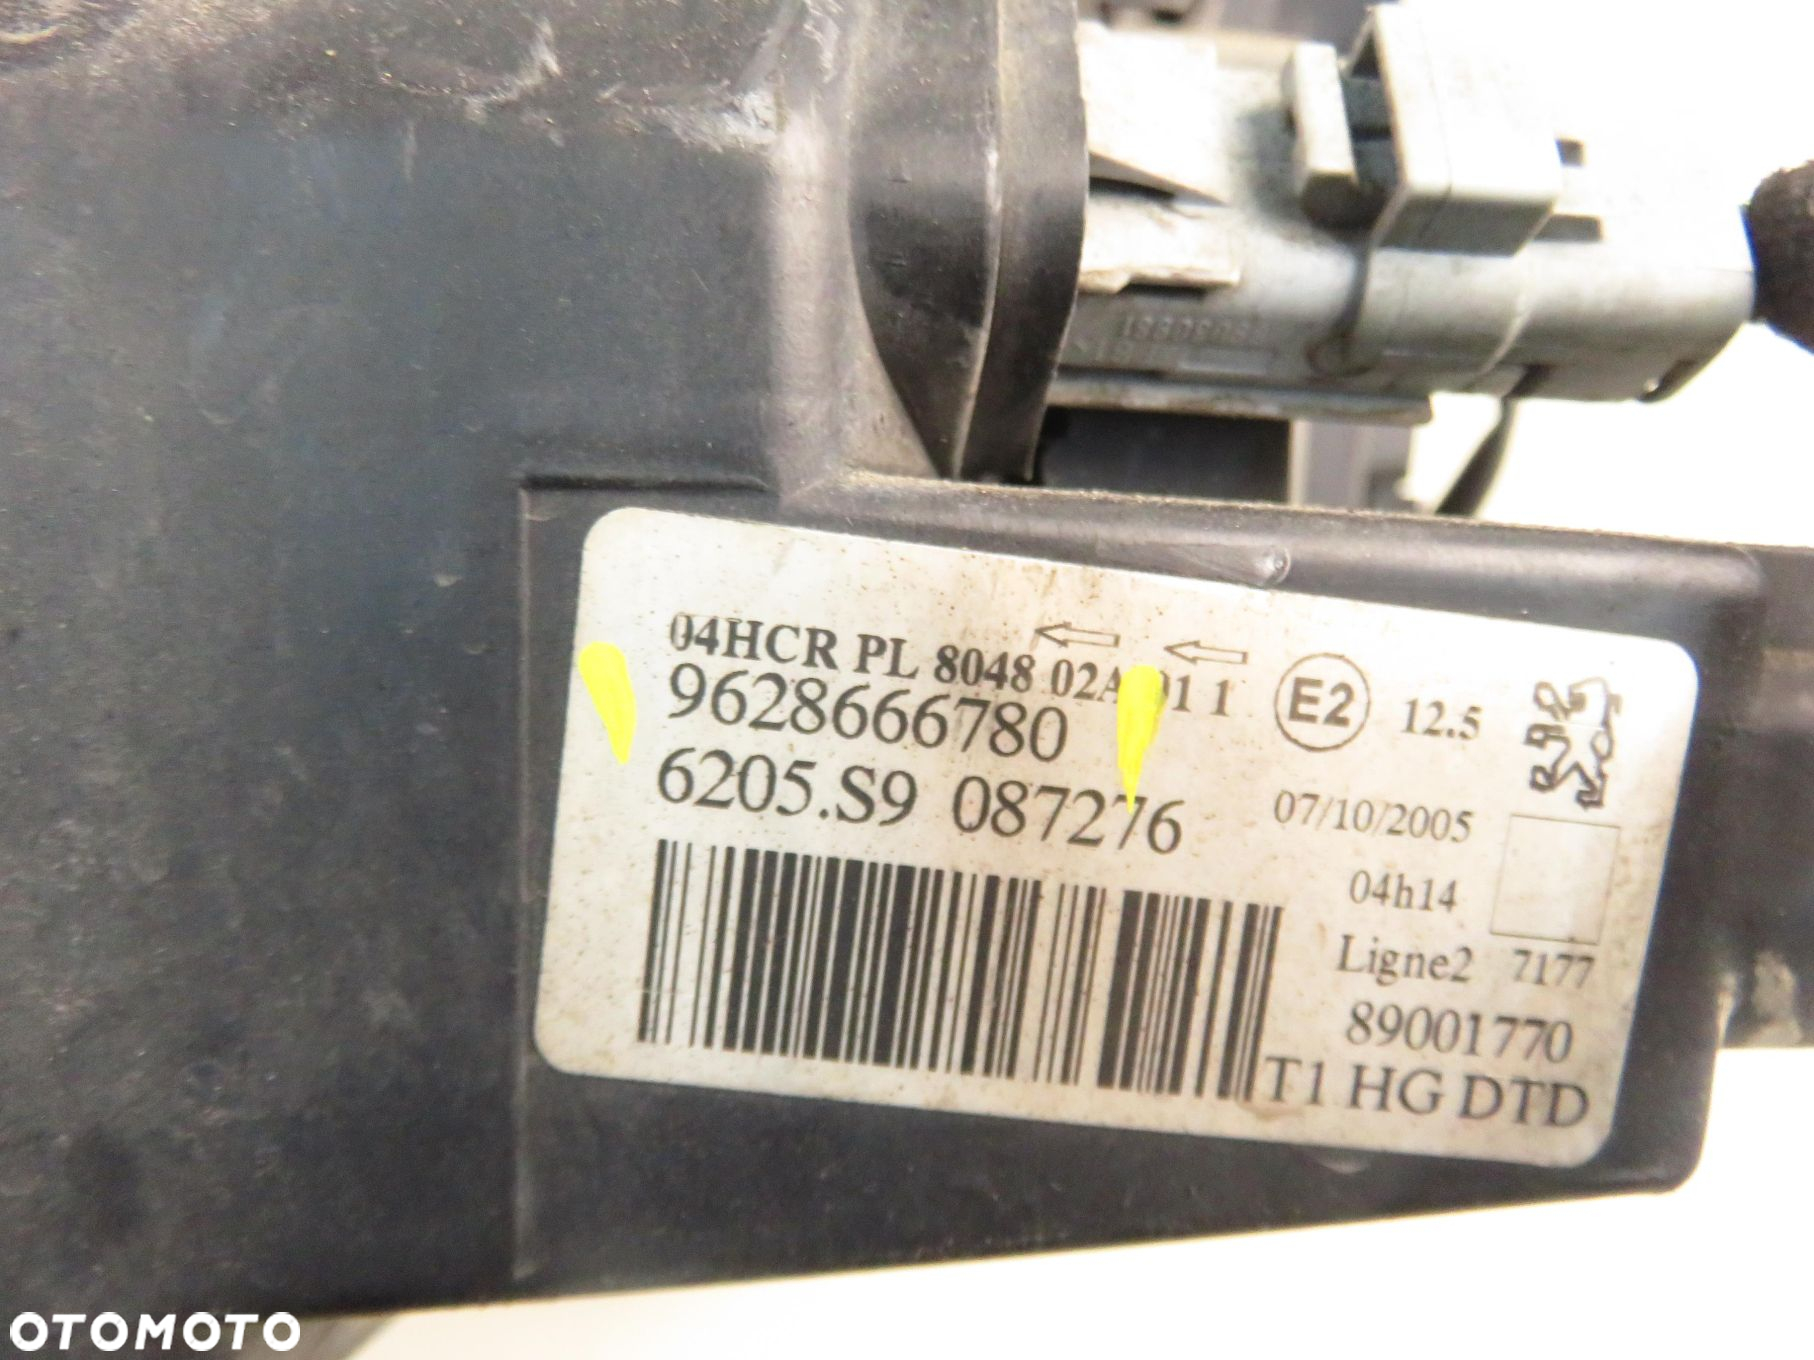 04HCR PL 8048 02A 01 1
E2
12.5
9628666780
6205.S9 087276
07/10/2005
04h14
Ligne2 7177
89001770
T1 HG DTD
OTOMOTO